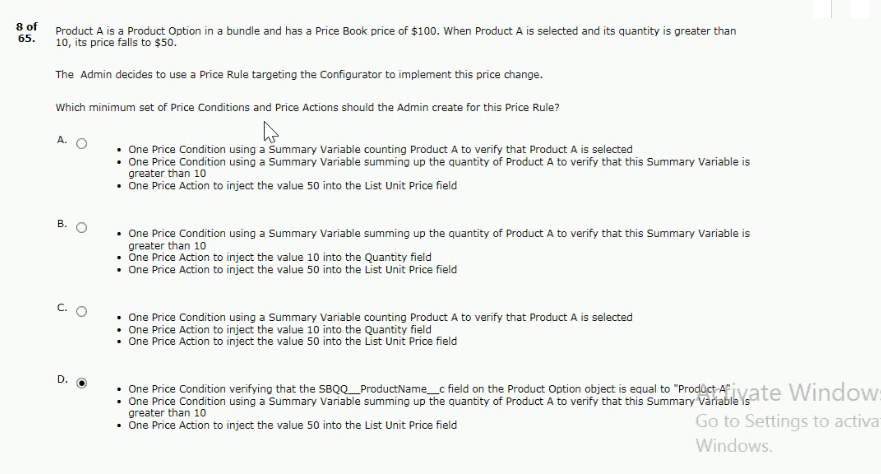 8 of
65.
Product A is a Product Option in a bundle and has a Price Book price of $100. When Product A is selected and its quantity is greater than
10, its price falls to $50.
The Admin decides to use a Price Rule targeting the Configurator to implement this price change.
Which minimum set of Price Conditions and Price Actions should the Admin create for this Price Rule?
A.
• One Price Condition using a Summary Variable counting Product A to verify that Product A is selected
• One Price Condition using a Summary Variable summing up the quantity of Product A to verify that this Summary Variable is
greater than 10
• One Price Action to inject the value 50 into the List Unit Price field
B.
• One Price Condition using a Summary Variable summing up the quantity of Product A to verify that this Summary Variable is
greater than 10
• One Price Action to inject the value 10 into the Quantity field
• One Price Action to inject the value 50 into the List Unit Price field
C.
• One Price Condition using a Summary Variable counting Product A to verify that Product A is selected
• One Price Action to inject the value 10 into the Quantity field
• One Price Action to inject the value 50 into the List Unit Price field
D.
• One Price Condition verifying that the SBQQ__ProductName__c field on the Product Option object is equal to "Product A"
• One Price Condition using a Summary Variable summing up the quantity of Product A to verify that this Summary Variable is
greater than 10
• One Price Action to inject the value 50 into the List Unit Price field
Activate Windows
Go to Settings to activa
Windows.